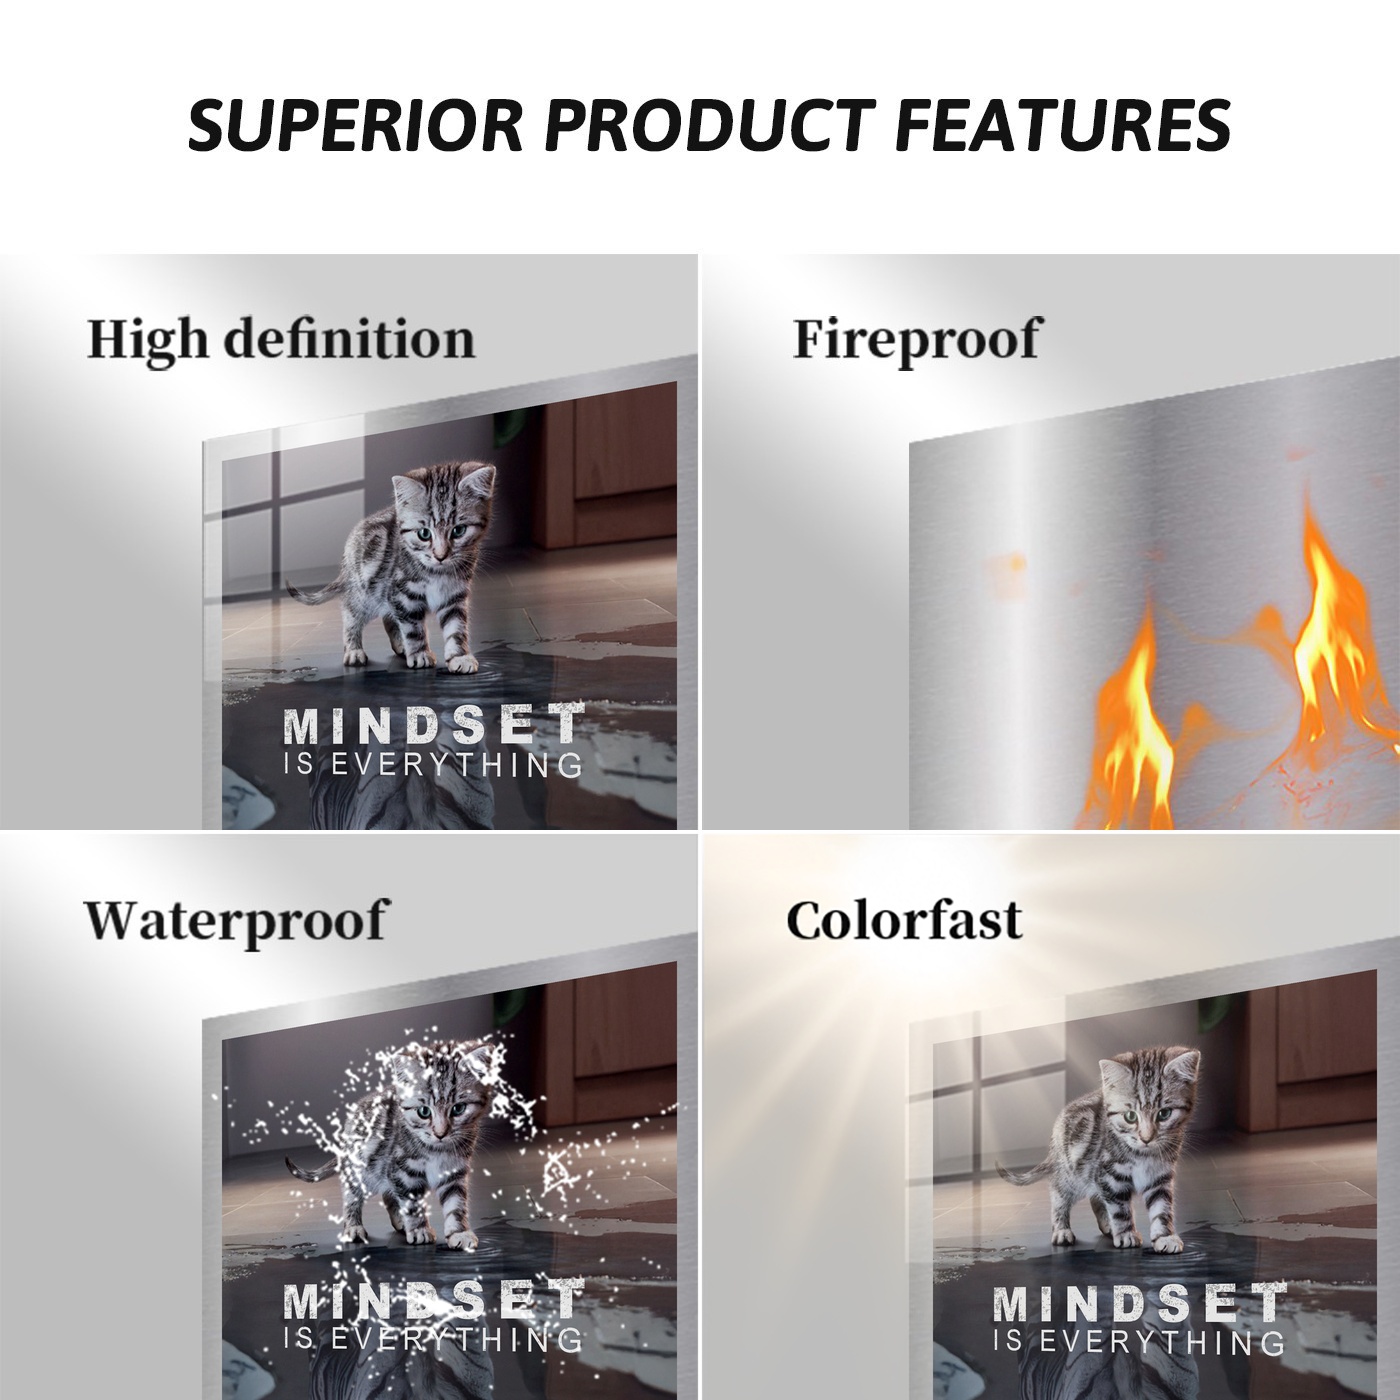 SUPERIOR PRODUCT FEATURES
High definition
Fireproof
MINDSET
IS EVERYTHING
Waterproof
Colorfast
MINDSET
IS EVERYTHING
MINDSET
IS EVERYTHING